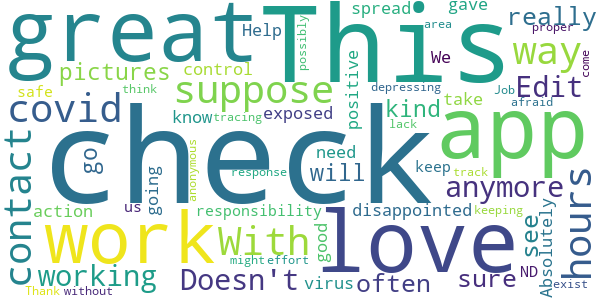 great
This
spread
gave
really
Help
possibly
area
proper
We
way
come
pictures
control
suppose
positive
Edit
safe
think
depressing
Job
covid
know
tracing
exposed
kind
take
afraid
lack
app
check
contact
go
going
anonymous
response
need
will
keep
track
anymore
hours
action
us
responsibility
good
disappointed
keeping
Absolutely
see
work
With
love
working
Doesn't
might
effort
virus
often
sure
ND
exist
Thank
without